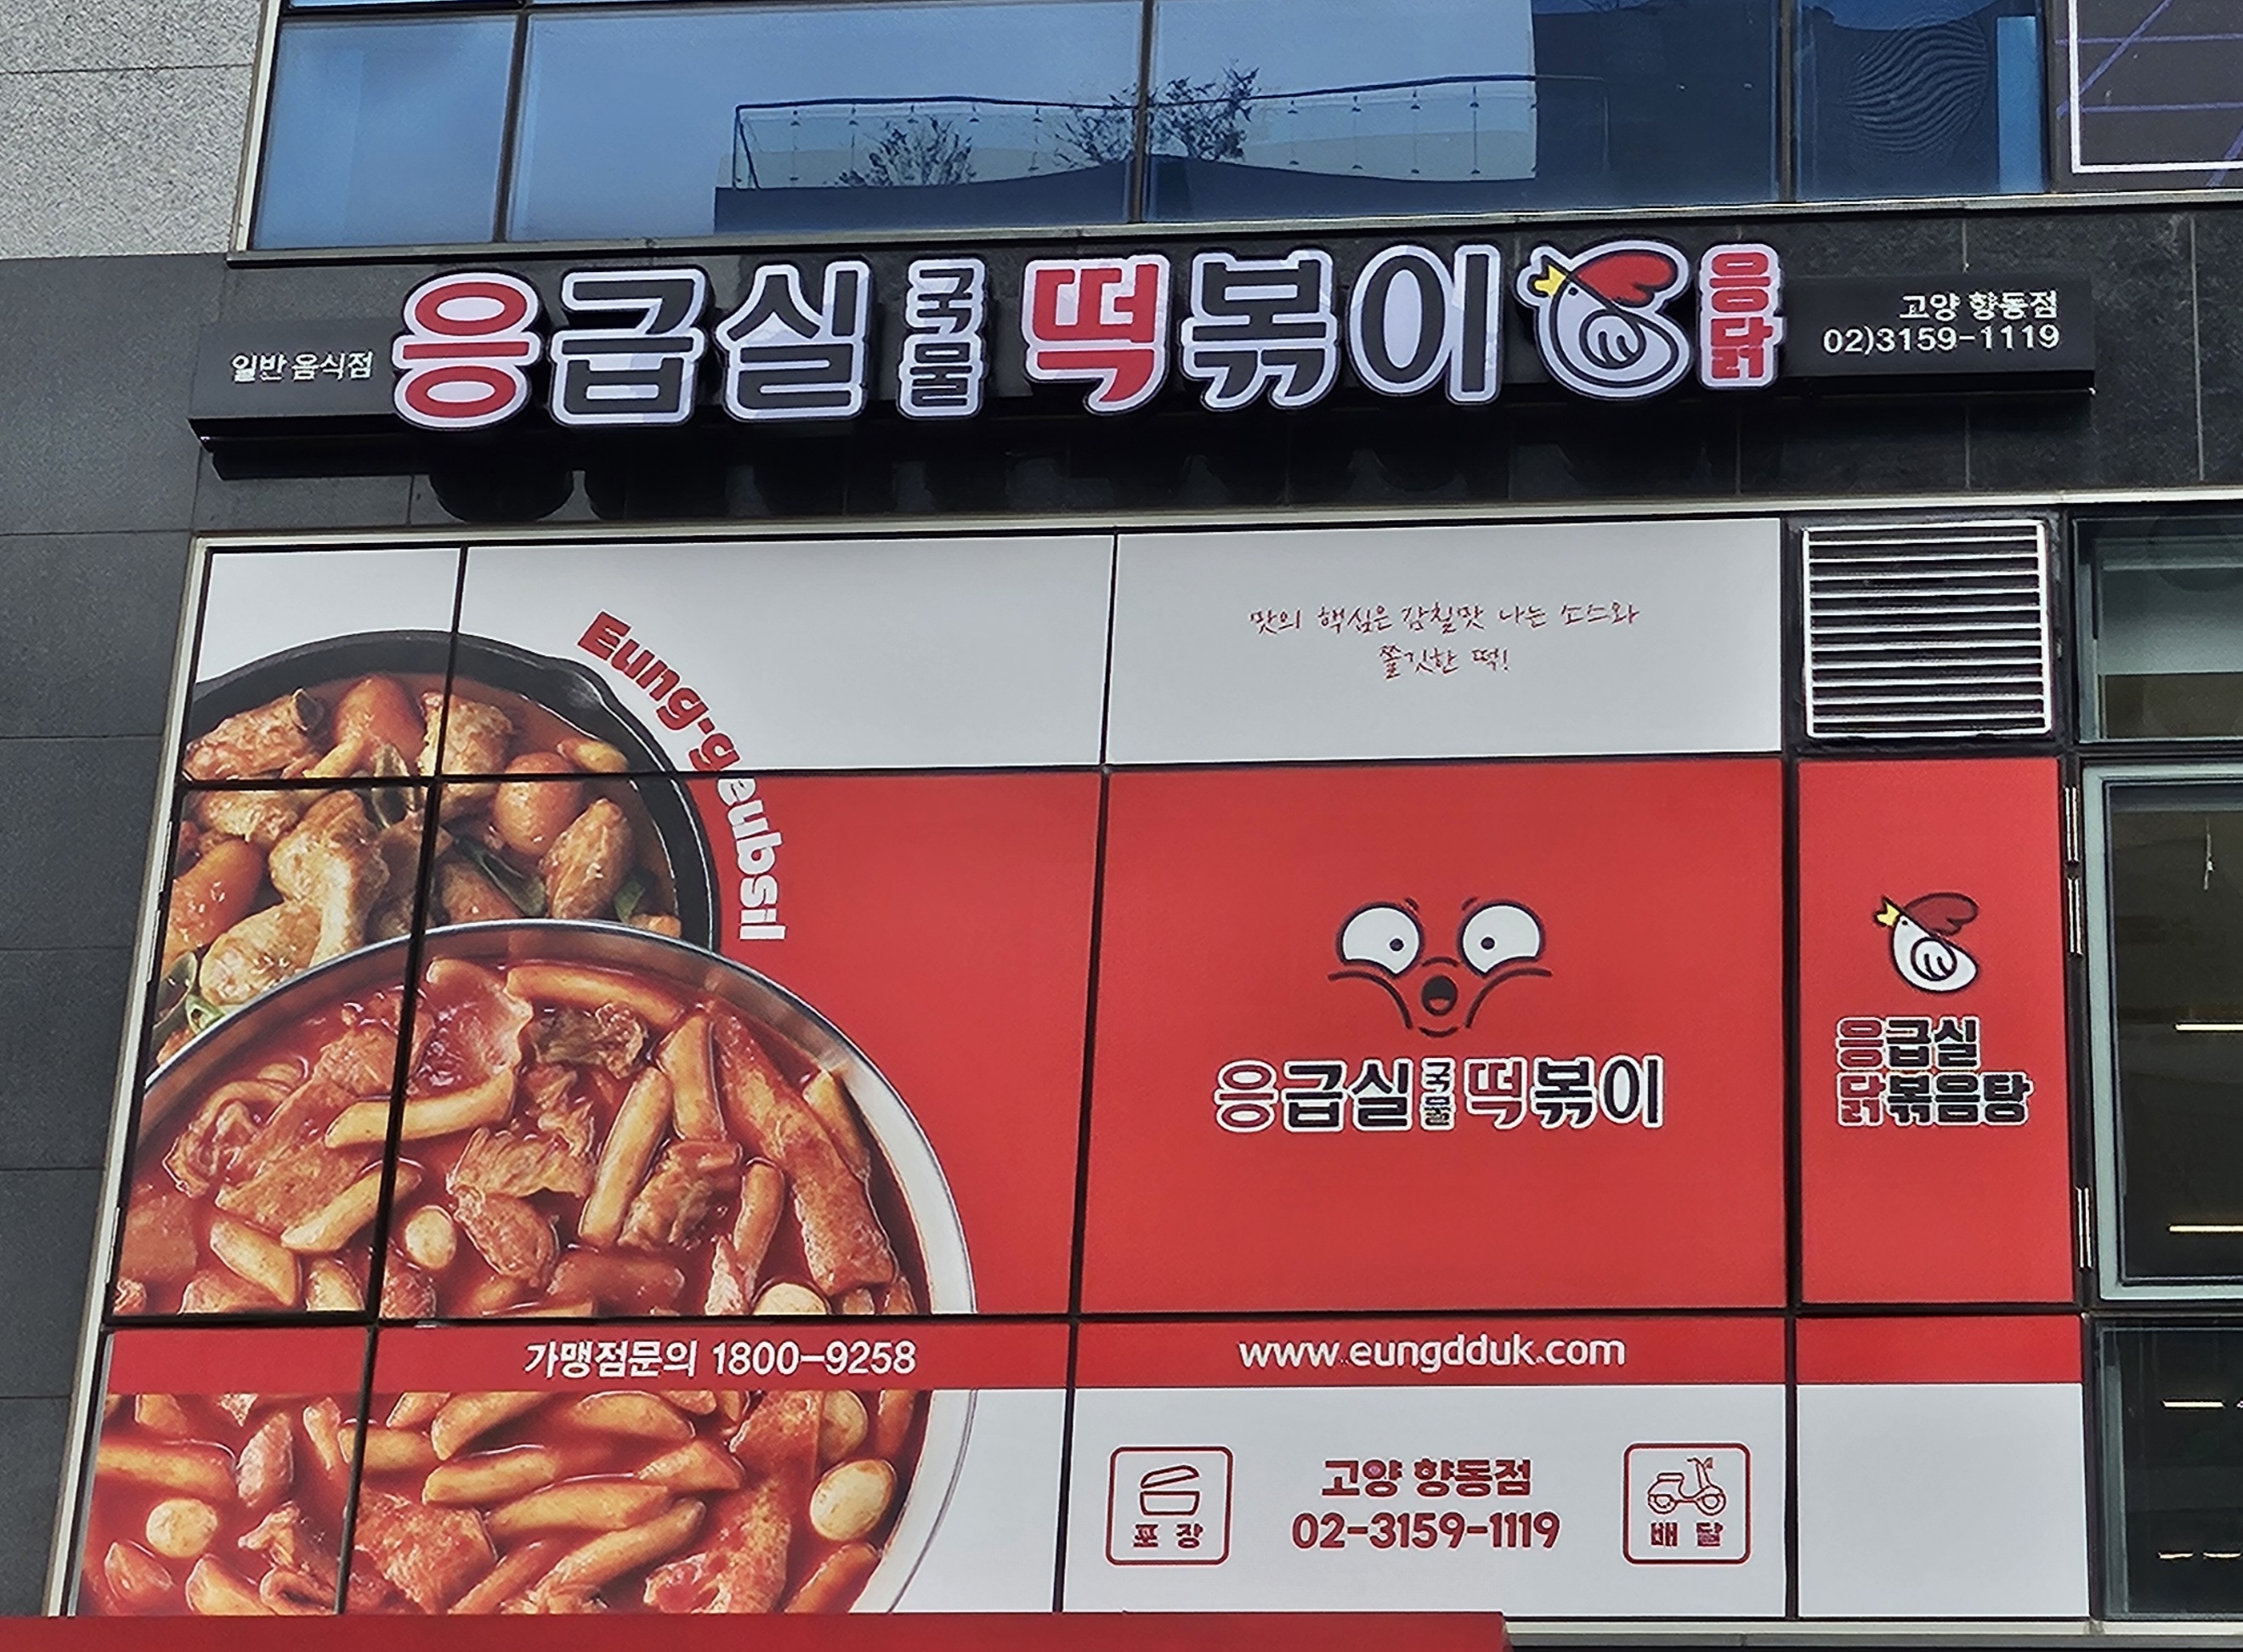 일반음식점
응급실국물떡볶이 응닭
고양 향동점
02)3159-1119
Eung-geubsil
맛의 핵심은 감칠맛 나는 소스와
쫄깃한 떡!
응급실국물떡볶이
응급실
닭볶음탕
가맹점문의 1800-9258
www.eungdduk.com
포장
고양 향동점
02-3159-1119
배달